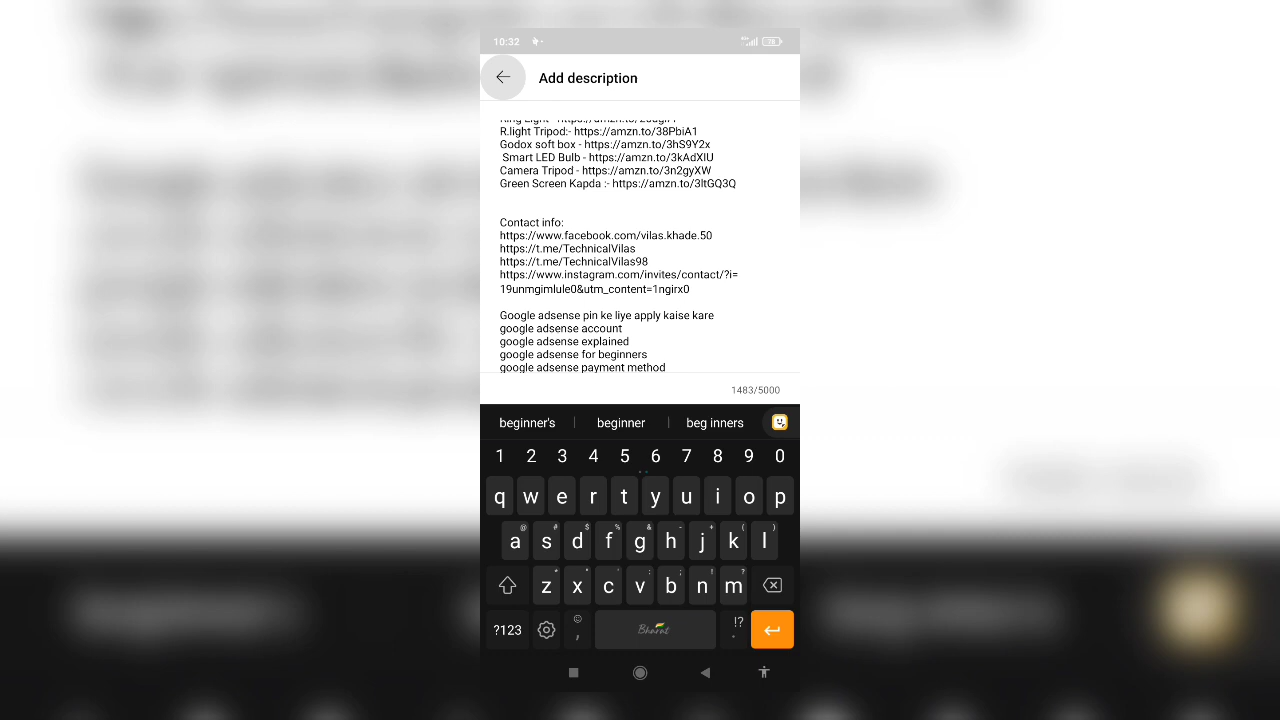 10:32
Add description
R.light Tripod:- https://amzn.to/38PbiA1
Godox soft box - https://amzn.to/3hS9Y2x
Smart LED Bulb - https://amzn.to/3kAdXlU
Camera Tripod - https://amzn.to/3n2gyXW
Green Screen Kapda :- https://amzn.to/3ltGQ3Q
Contact info:
https://www.facebook.com/vilas.khade.50
https://t.me/TechnicalVilas
https://t.me/TechnicalVilas98
https://www.instagram.com/invites/contact/?i=
19unmgimlule0&utm_content=1ngirx0
Google adsense pin ke liye apply kaise kare
google adsense account
google adsense explained
google adsense for beginners
google adsense payment method
1483/5000
beginner's beginner beg inners
1 2 3 4 5 6 7 8 9 0
q w e r t y u i o p
@ # $ % & - + ( )
a s d f g h j k l
* " ' : ; ! ?
z x c v b n m
?123 , Bharat !? .